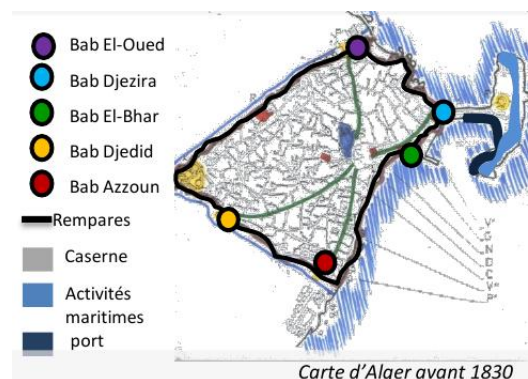 Bab El-Oued
Bab Djezira
Bab El-Bhar
Bab Djedid
Bab Azzoun
Rempares
Caserne
Activités
maritimes
port
Carte d'Alger avant 1830